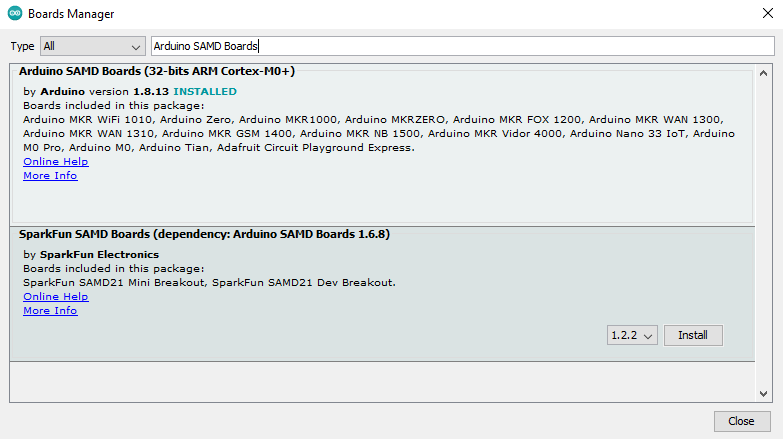 Boards Manager
Type All Arduino SAMD Boards
Arduino SAMD Boards (32-bits ARM Cortex-M0+)
by Arduino version 1.8.13 INSTALLED
Boards included in this package:
Arduino MKR WiFi 1010, Arduino Zero, Arduino MKR1000, Arduino MKRZERO, Arduino MKR FOX 1200, Arduino MKR WAN 1300,
Arduino MKR WAN 1310, Arduino MKR GSM 1400, Arduino MKR NB 1500, Arduino MKR Vidor 4000, Arduino Nano 33 IoT, Arduino
M0 Pro, Arduino M0, Arduino Tian, Adafruit Circuit Playground Express.
Online Help
More Info
SparkFun SAMD Boards (dependency: Arduino SAMD Boards 1.6.8)
by SparkFun Electronics
Boards included in this package:
SparkFun SAMD21 Mini Breakout, SparkFun SAMD21 Dev Breakout.
Online Help
More Info
1.2.2 Install
Close